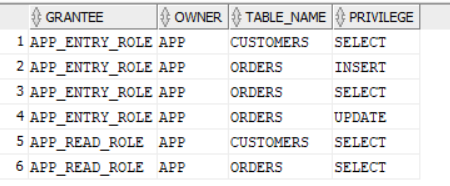 GRANTEE OWNER TABLE_NAME PRIVILEGE
1 APP_ENTRY_ROLE APP CUSTOMERS SELECT
2 APP_ENTRY_ROLE APP ORDERS INSERT
3 APP_ENTRY_ROLE APP ORDERS SELECT
4 APP_ENTRY_ROLE APP ORDERS UPDATE
5 APP_READ_ROLE APP CUSTOMERS SELECT
6 APP_READ_ROLE APP ORDERS SELECT